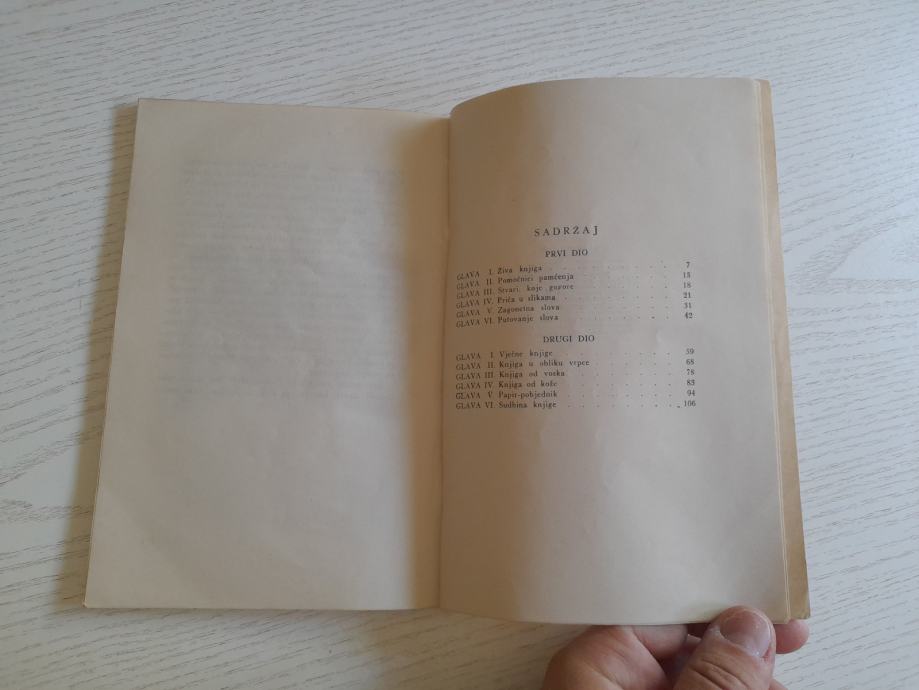 SADRŽAJ
PRVI DIO
GLAVA I. Živa knjiga 7
GLAVA II. Pomoćnici pamćenja 13
GLAVA III. Stvari, koje govore 18
GLAVA IV. Priča u slikama 21
GLAVA V. Zagonetna slova 31
GLAVA VI. Putovanje slova 42
DRUGI DIO
GLAVA I Vječne knjige 59
GLAVA II. Knjiga u obliku vrpce 68
GLAVA III Knjiga od voska 78
GLAVA IV. Knjiga od kože 83
GLAVA V. Papir-pobjednik 94
GLAVA VI. Sudbina knjige 106